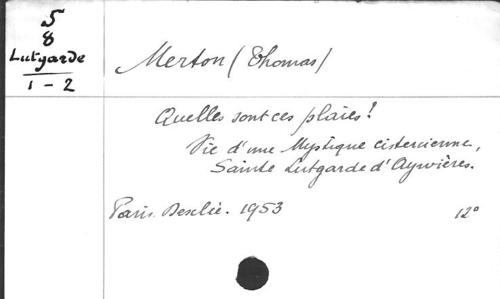 5
8
Lutgarde
1 - 2
Merton (Thomas)
Quelles sont ces plaies!
Vie d'une Mystique cistercienne,
Sainte Lutgarde d'Aywières.
Paris. Desclée. 1953
12°